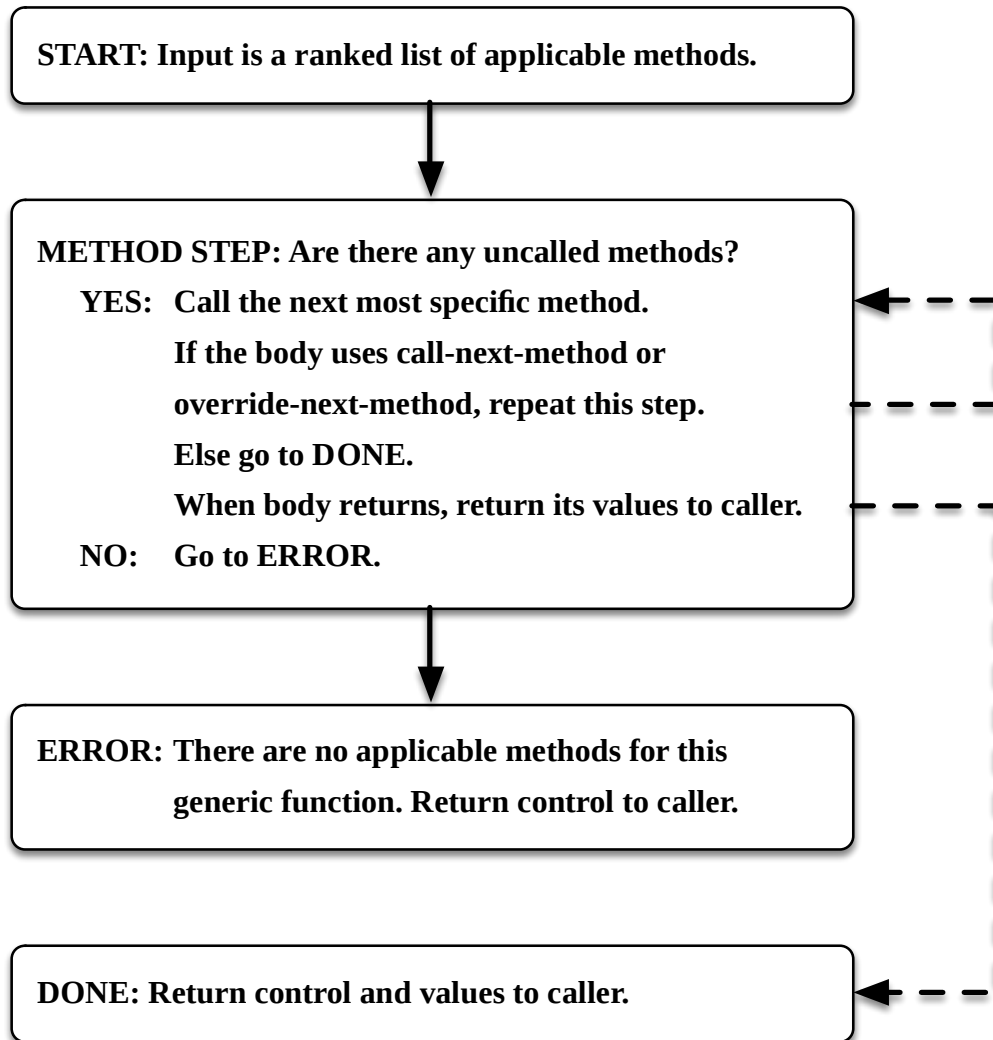 START: Input is a ranked list of applicable methods.
METHOD STEP: Are there any uncalled methods?
YES: Call the next most specific method.
If the body uses call-next-method or
override-next-method, repeat this step.
Else go to DONE.
When body returns, return its values to caller.
NO: Go to ERROR.
ERROR: There are no applicable methods for this
generic function. Return control to caller.
DONE: Return control and values to caller.